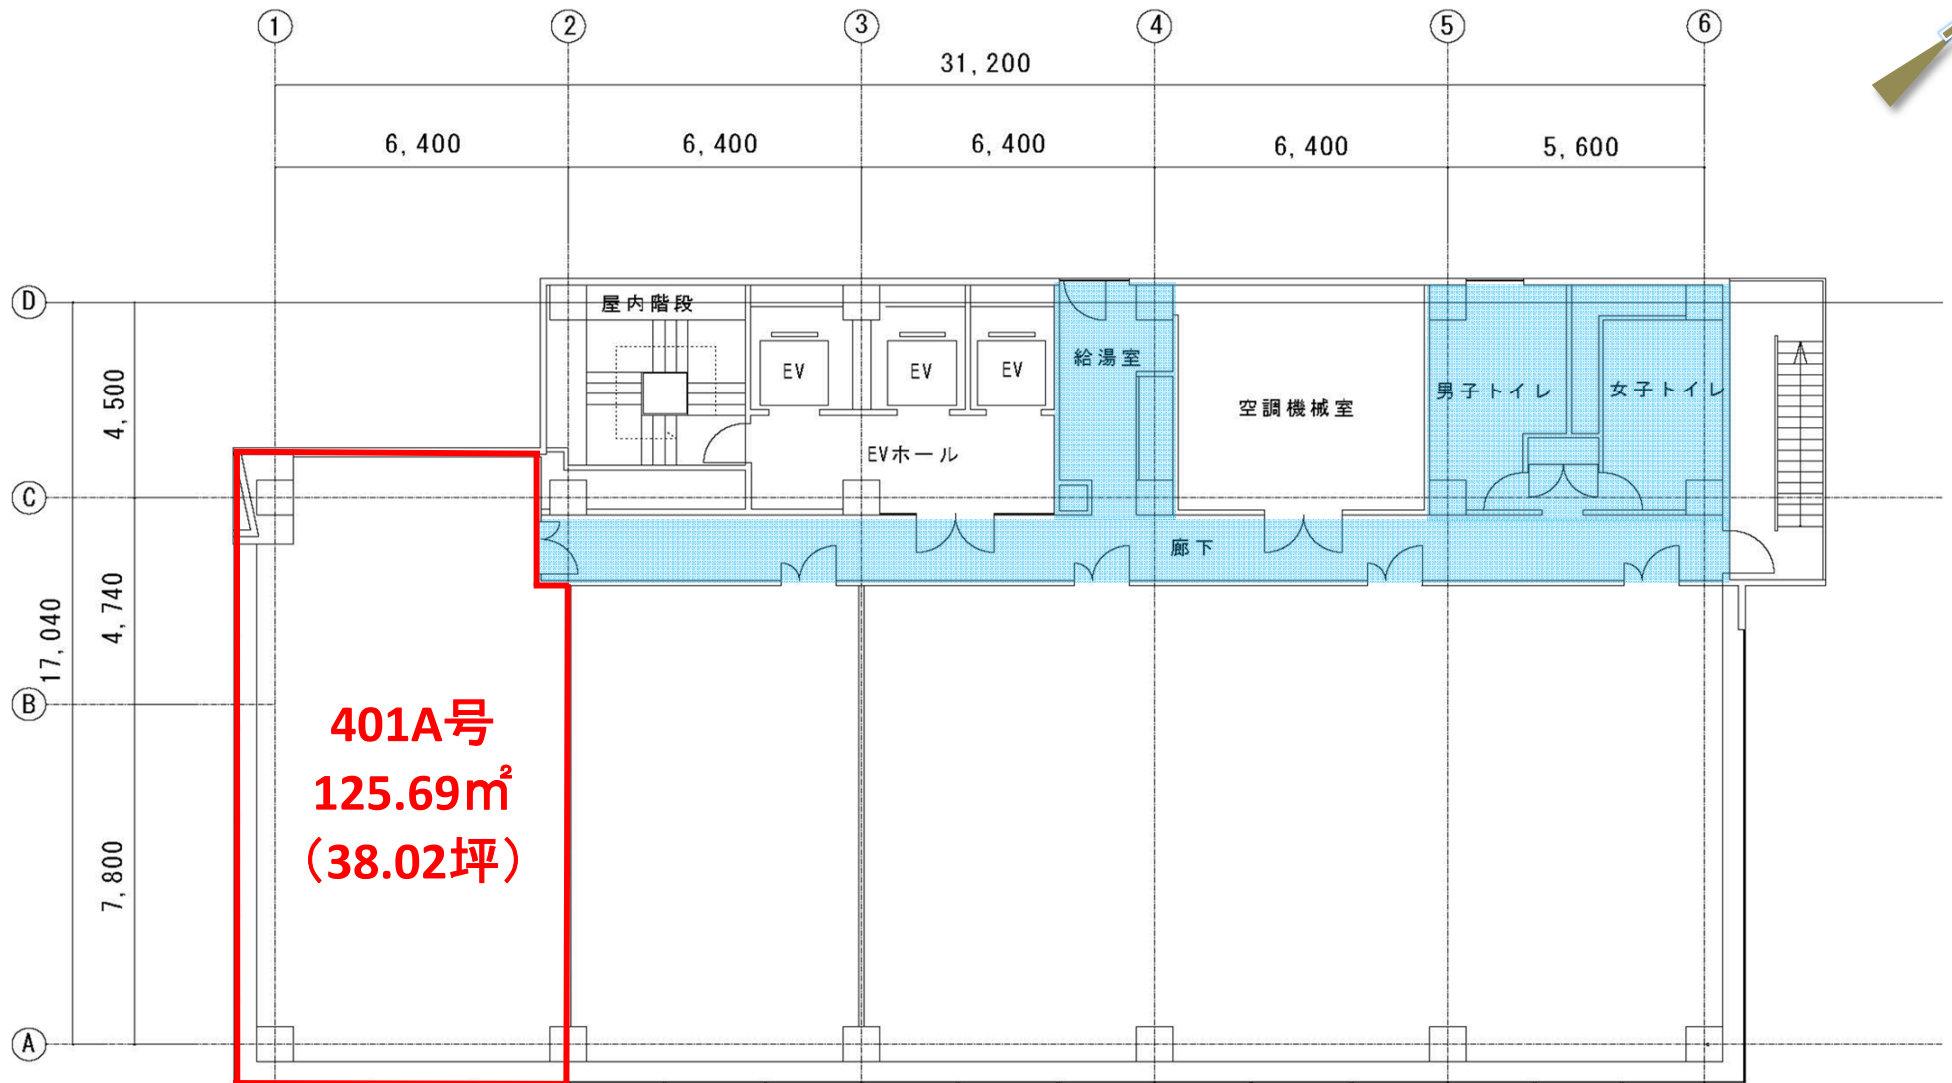 1 2 3 4 5 6
31,200
6,400 6,400 6,400 6,400 5,600
D
屋内階段
EV EV EV
給湯室
空調機械室
男子トイレ
女子トイレ
4,500
EVホール
C
廊下
4,740
17,040
B
401A号
125.69㎡
（38.02坪）
7,800
A